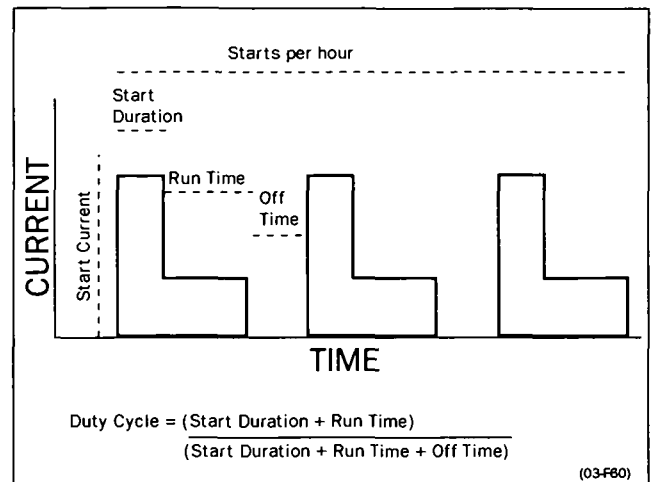 Starts per hour
Start
Duration
Run Time
Off
Time
Start Current
CURRENT
TIME
Duty Cycle = (Start Duration + Run Time)
(Start Duration + Run Time + Off Time)
(03-F60)